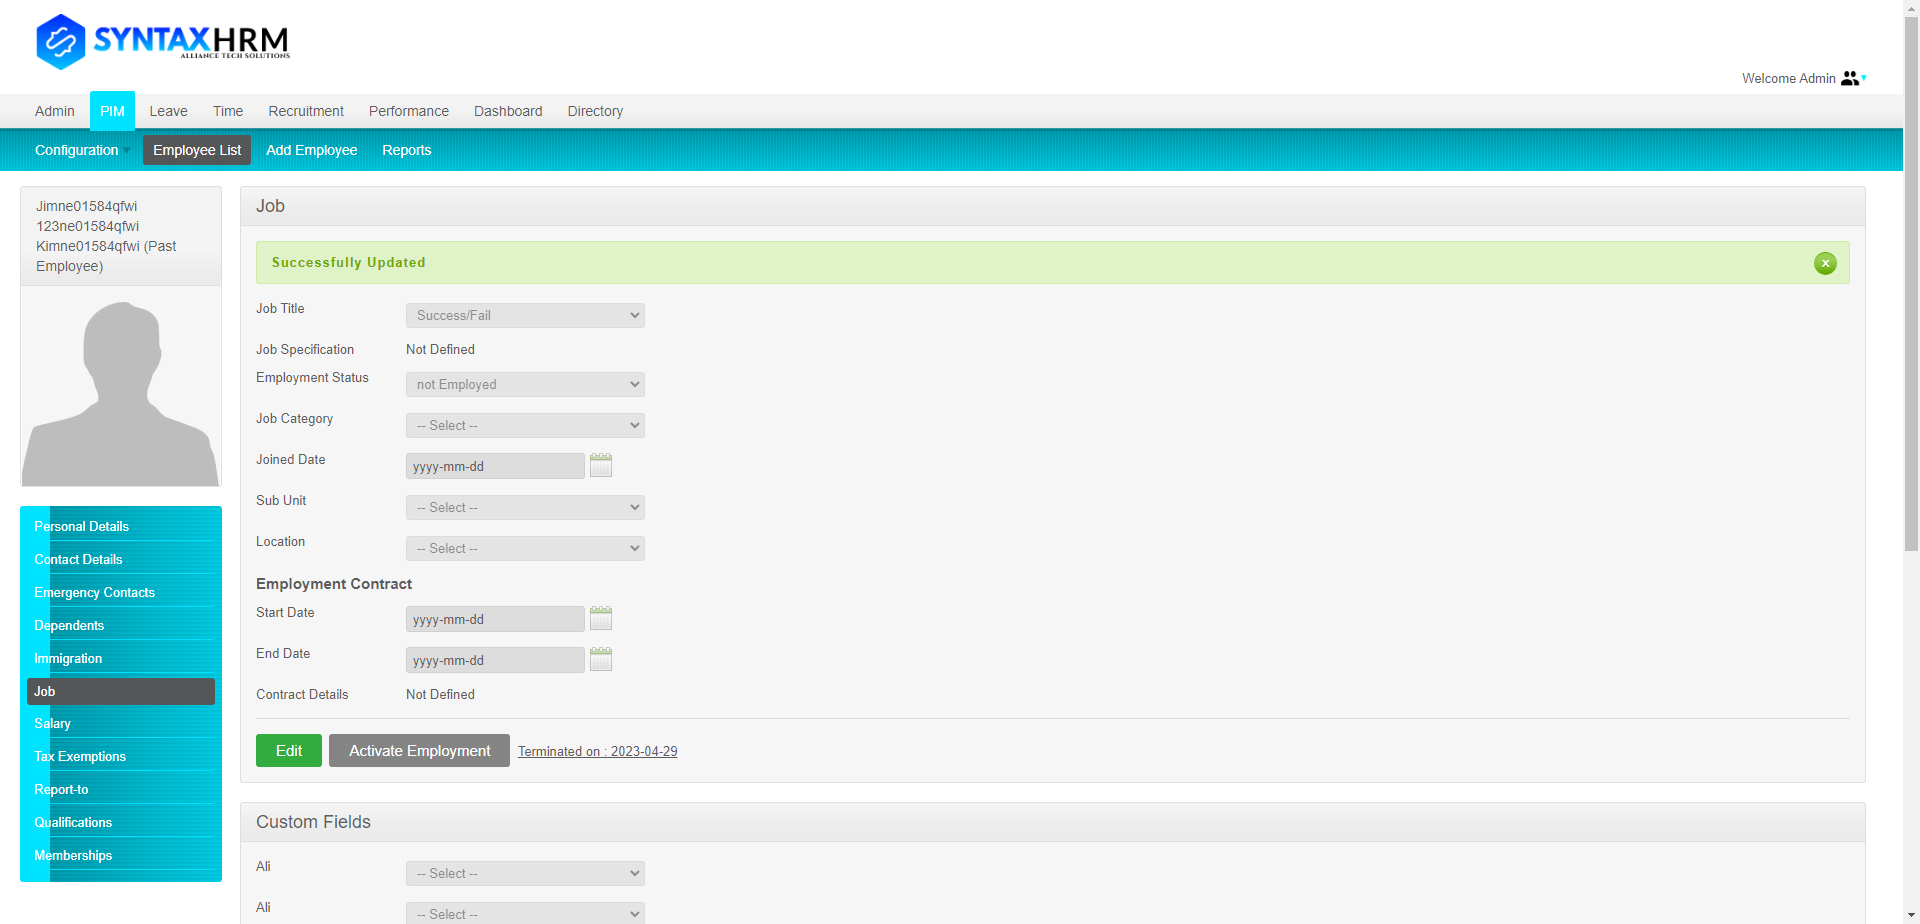 SYNTAXHRM
ALLIANCE TECH SOLUTIONS
Welcome Admin
Admin PIM Leave Time Recruitment Performance Dashboard Directory
Configuration Employee List Add Employee Reports
Jimne01584qfwi
123ne01584qfwi
Kimne01584qfwi (Past
Employee)
Personal Details
Contact Details
Emergency Contacts
Dependents
Immigration
Job
Salary
Tax Exemptions
Report-to
Qualifications
Memberships
Job
Successfully Updated
x
Job Title Success/Fail
Job Specification Not Defined
Employment Status not Employed
Job Category -- Select --
Joined Date yyyy-mm-dd
Sub Unit -- Select --
Location -- Select --
Employment Contract
Start Date yyyy-mm-dd
End Date yyyy-mm-dd
Contract Details Not Defined
Edit Activate Employment Terminated on : 2023-04-29
Custom Fields
Ali -- Select --
Ali -- Select --